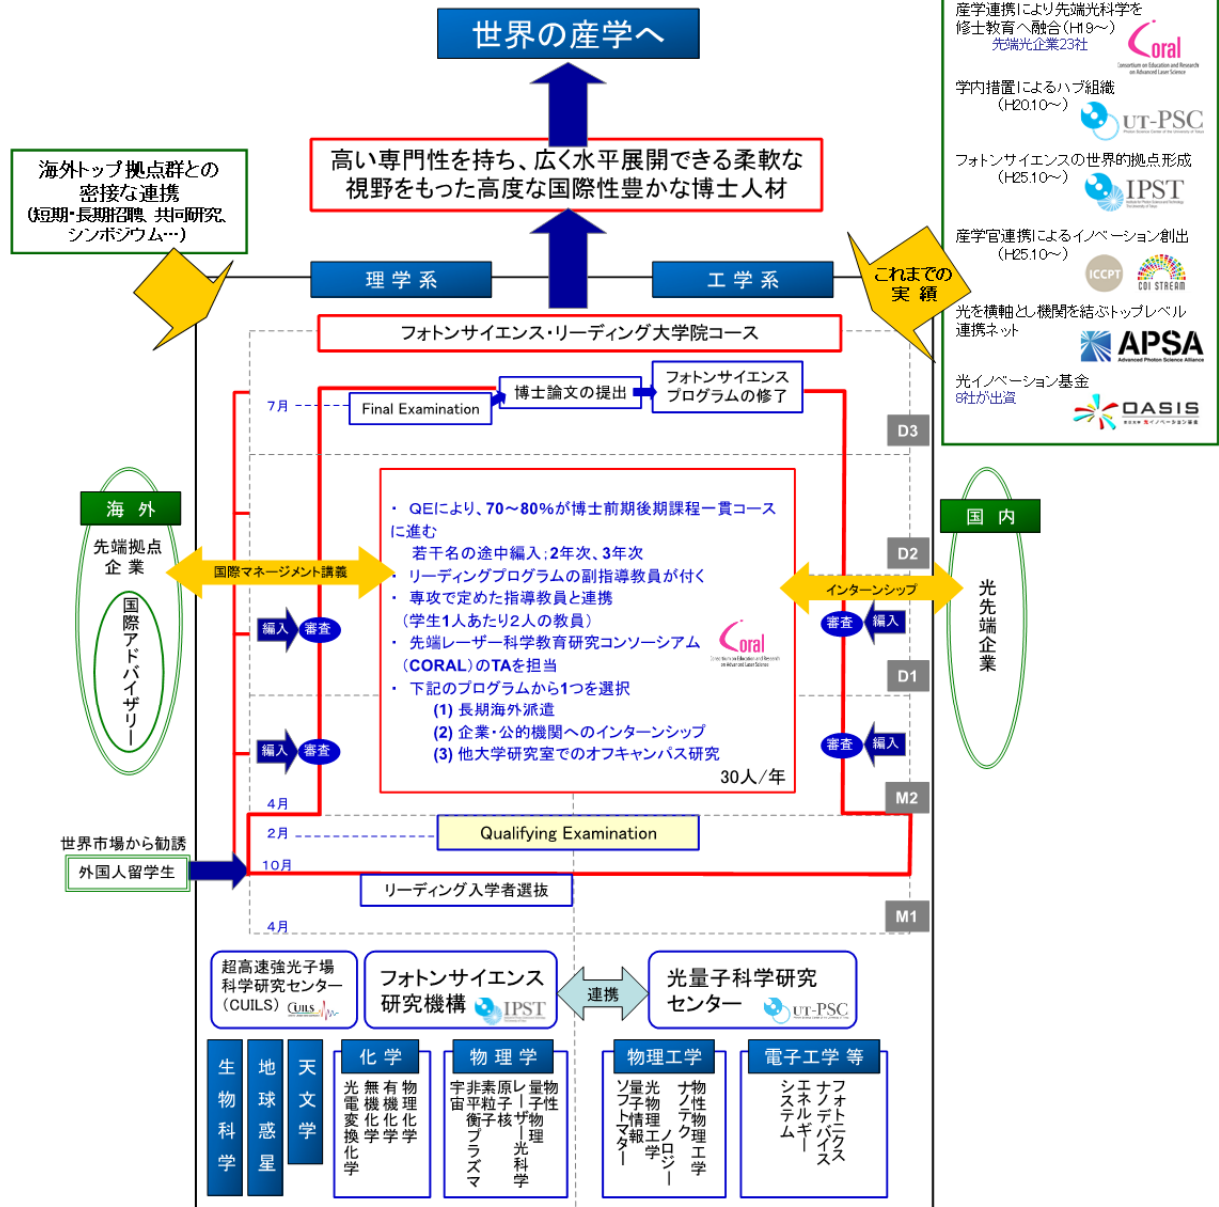 世界の産学へ
産学連携により先端光科学を
修士教育へ融合(H19～)
先端光企業23社
Coral
Consortium on Education and Research
on Advanced Laser Science
学内措置によるハブ組織
(H20.10～)
UT-PSC
フォトンサイエンスの世界的拠点形成
(H25.10～)
IPST
産学官連携によるイノベーション創出
(H25.10～)
ICCPT
COI STREAM
光を横軸とし機関を結ぶトップレベル
連携ネット
APSA
Advanced Photon Science Alliance
光イノベーション基金
8社が出資
OASIS
光イノベーション基金
高い専門性を持ち、広く水平展開できる柔軟な
視野をもった高度な国際性豊かな博士人材
海外トップ拠点群との
密接な連携
(短期・長期招聘、共同研究、
シンポジウム…)
これまでの
実績
理学系
工学系
フォトンサイエンス・リーディング大学院コース
7月
Final Examination
博士論文の提出
フォトンサイエンス
プログラムの修了
D3
海外
先端拠点
企業
国際アドバイザリー
国際マネージメント講義
・ QEにより、70～80%が博士前期後期課程一貫コース
に進む
若干名の途中編入；2年次、3年次
・ リーディングプログラムの副指導教員が付く
・ 専攻で定めた指導教員と連携
(学生1人あたり2人の教員)
・ 先端レーザー科学教育研究コンソーシアム
(CORAL)のTAを担当
・ 下記のプログラムから1つを選択
(1) 長期海外派遣
(2) 企業・公的機関へのインターンシップ
(3) 他大学研究室でのオフキャンパス研究
30人/年
Coral
Consortium on Education and Research
on Advanced Laser Science
国内
光先端企業
インターンシップ
D2
編入
審査
審査
編入
D1
編入
審査
審査
編入
M2
4月
2月
Qualifying Examination
世界市場から勧誘
外国人留学生
10月
リーディング入学者選抜
M1
4月
超高速強光子場
科学研究センター
(CUILS)
CUILS
フォトンサイエンス
研究機構
IPST
連携
光量子科学研究
センター
UT-PSC
生物科学
地球惑星
天文学
化学
物理化学
有機化学
無機化学
光電変換化学
物理学
物性
量子物理
レーザー光科学
原子核
素粒子
非平衡プラズマ
宇宙
物理工学
物性物理工学
ナノテクノロジー
光物理工学
量子情報
ソフトマター
電子工学 等
フォトニクス
ナノデバイス
エネルギー
システム